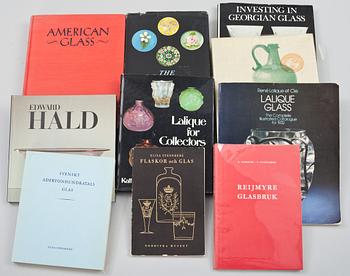 AMERICAN
GLASS
THE
INVESTING IN
GEORGIAN GLASS
EDWARD
HALD
Lalique
for
Collectors
René Lalique et Cie
LALIQUE
GLASS
The Complete
Illustrated Catalogue
for 1932
SVENSKT
ADERTONHUNDRATALS
GLAS
ELISA STEENBERG
FLASKOR och GLAS
NORDISKA MUSEET
REIJMYRE
GLASBRUK